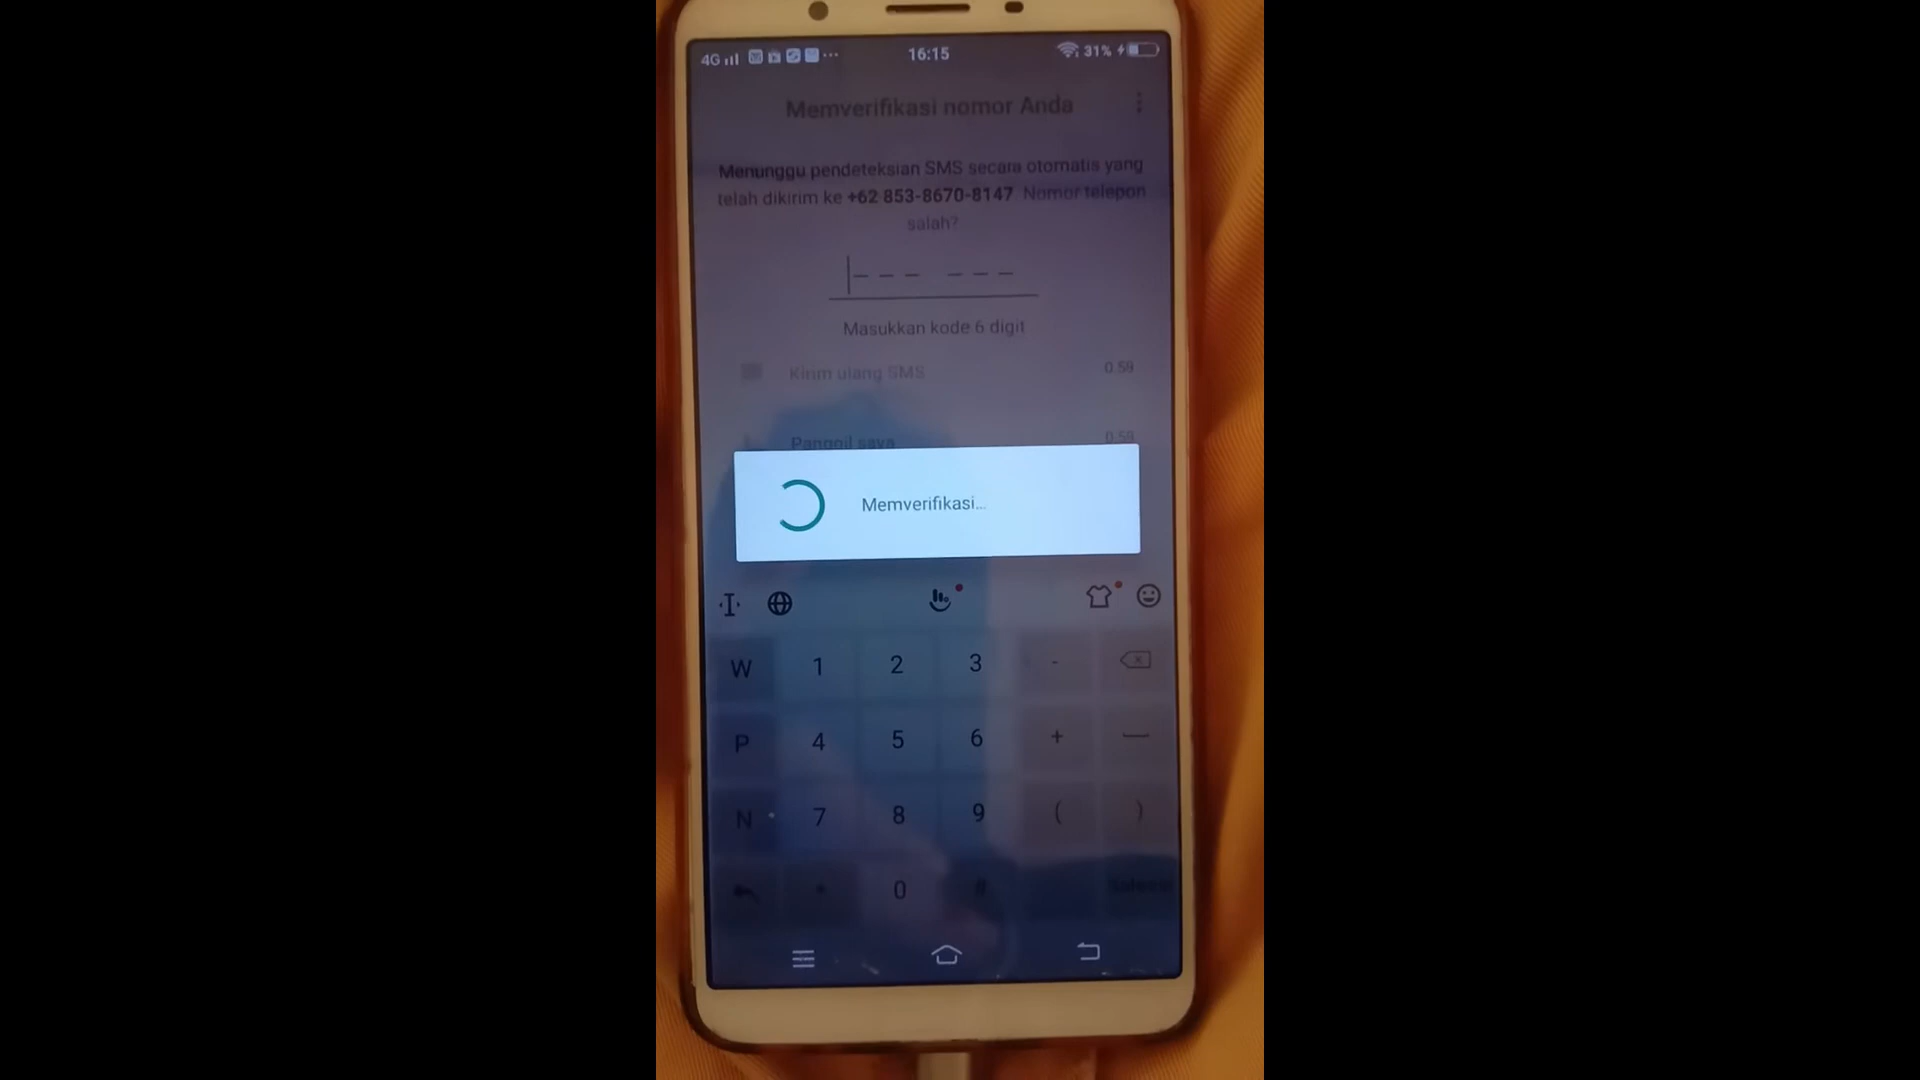 4G 16:15 31%
Memverifikasi nomor Anda
Menunggu pendeteksian SMS secara otomatis yang
telah dikirim ke +62 853-8670-8147. Nomor telepon
salah?
Masukkan kode 6 digit
Kirim ulang SMS 0.59
Panggil saya 0.59
Memverifikasi...
W 1 2 3 -
P 4 5 6 +
N 7 8 9 ( )
* 0 #